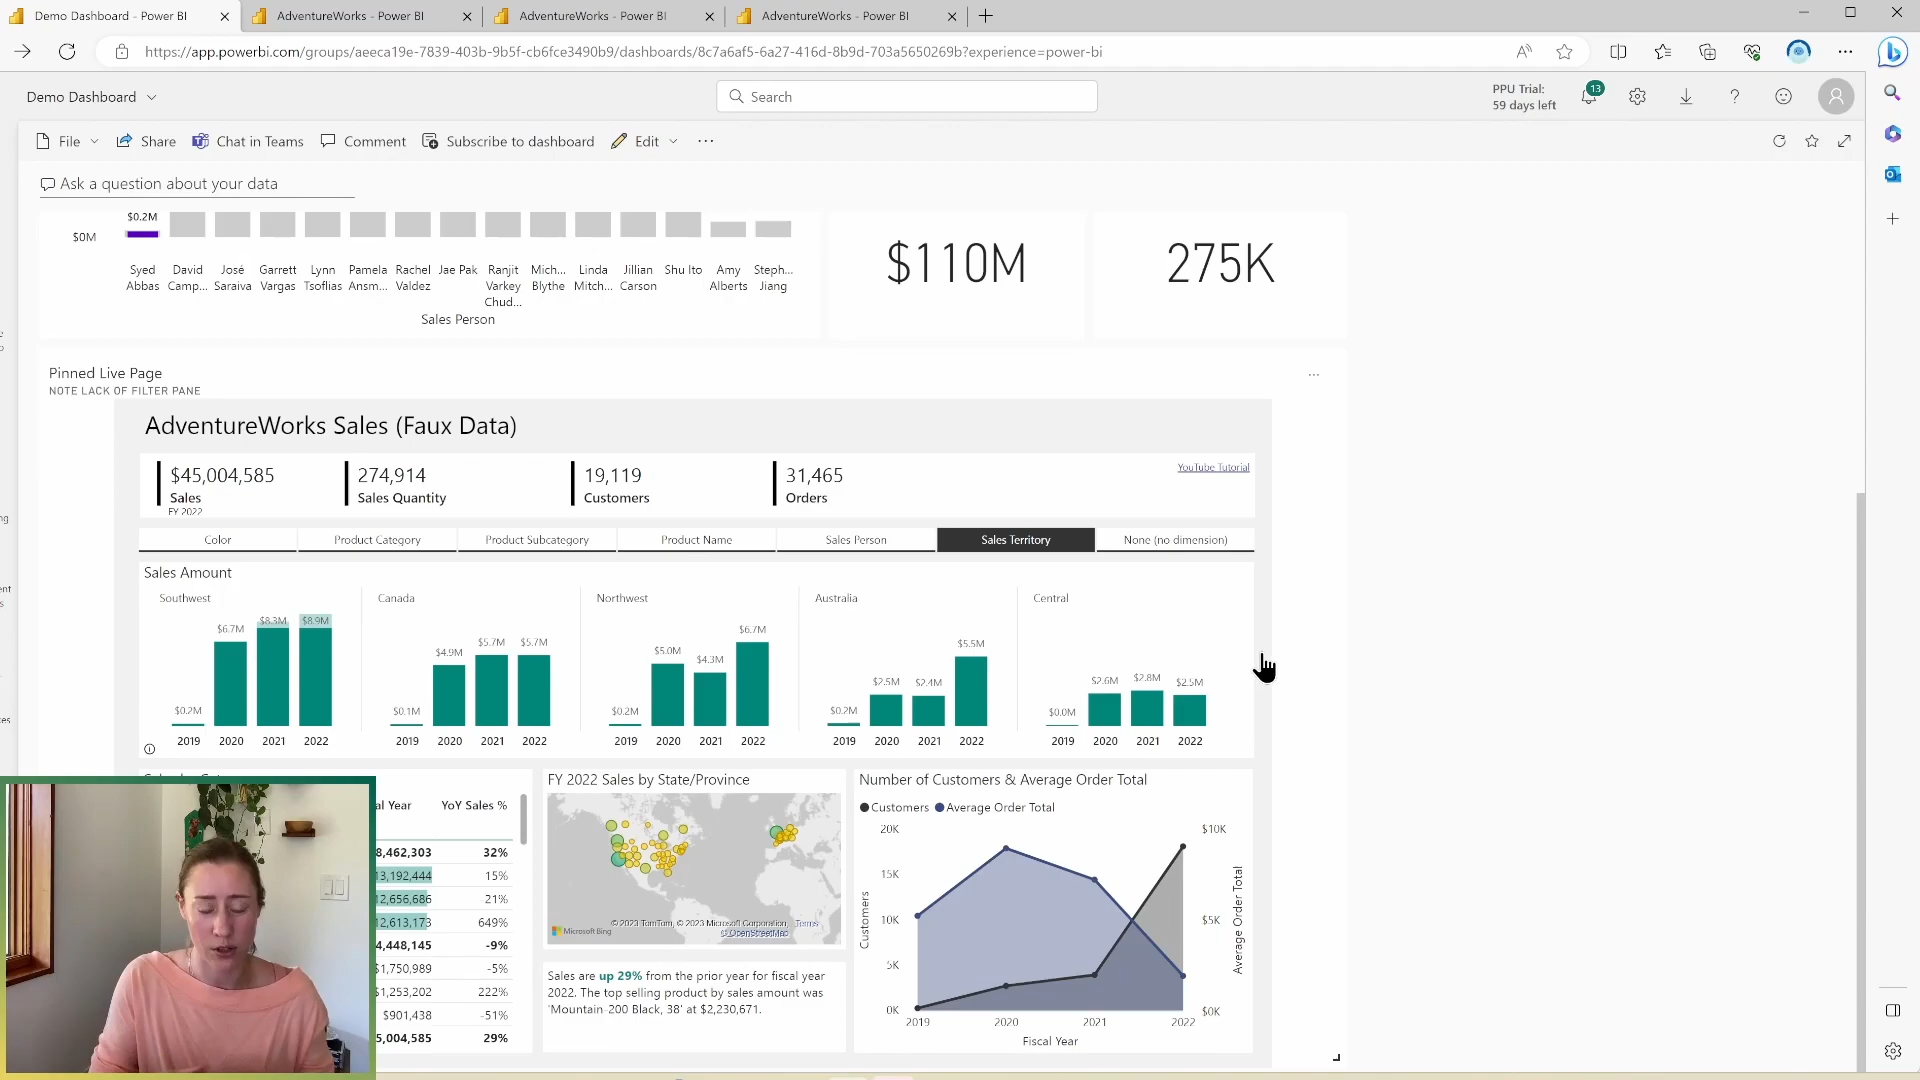 Demo Dashboard - Power BI
AdventureWorks - Power BI
AdventureWorks - Power BI
AdventureWorks - Power BI
https://app.powerbi.com/groups/aeeca19e-7839-403b-9b5f-cb6fce3490b9/dashboards/8c7a6af5-6a27-416d-8b9d-703a5650269b?experience=power-bi
Demo Dashboard
Search
PPU Trial:
59 days left
13
File
Share
Chat in Teams
Comment
Subscribe to dashboard
Edit
Ask a question about your data
$0.2M
$0M
Syed Abbas
David Camp...
José Saraiva
Garrett Vargas
Lynn Tsoflias
Pamela Ansm...
Rachel Valdez
Jae Pak
Ranjit Varkey Chud...
Mich... Blythe
Linda Mitch...
Jillian Carson
Shu Ito
Amy Alberts
Steph... Jiang
Sales Person
$110M
275K
Pinned Live Page
NOTE LACK OF FILTER PANE
AdventureWorks Sales (Faux Data)
$45,004,585
Sales
FY 2022
274,914
Sales Quantity
19,119
Customers
31,465
Orders
YouTube Tutorial
Color
Product Category
Product Subcategory
Product Name
Sales Person
Sales Territory
None (no dimension)
Sales Amount
Southwest
Canada
Northwest
Australia
Central
$0.2M $6.7M $8.3M $8.9M
$0.1M $4.9M $5.7M $5.7M
$0.2M $5.0M $4.3M $6.7M
$0.2M $2.5M $2.4M $5.5M
$0.0M $2.6M $2.8M $2.5M
2019 2020 2021 2022
2019 2020 2021 2022
2019 2020 2021 2022
2019 2020 2021 2022
2019 2020 2021 2022
al Year YoY Sales %
8,462,303 32%
13,192,444 15%
12,656,686 21%
12,613,173 649%
4,448,145 -9%
$1,750,989 -5%
$1,253,202 222%
$901,438 -51%
5,004,585 29%
FY 2022 Sales by State/Province
Microsoft Bing
© 2023 TomTom, © 2023 Microsoft Corporation, Terms
© OpenStreetMap
Sales are up 29% from the prior year for fiscal year
2022. The top selling product by sales amount was
'Mountain-200 Black, 38' at $2,230,671.
Number of Customers & Average Order Total
Customers
Average Order Total
20K
15K
10K
5K
0K
Customers
$10K
$5K
$0K
Average Order Total
2019 2020 2021 2022
Fiscal Year